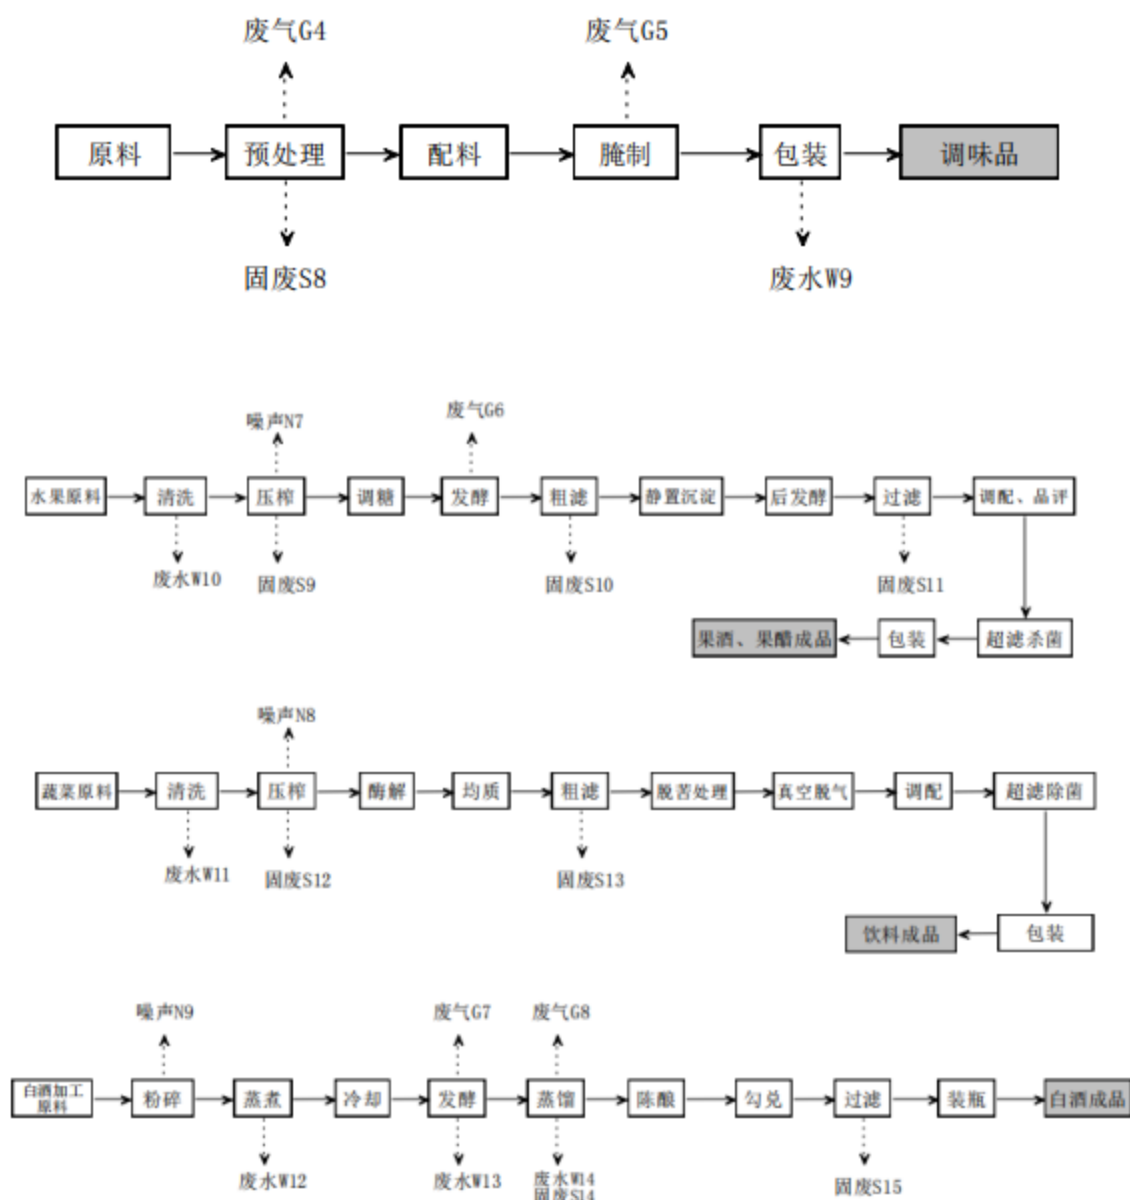 废气G4 废气G5
原料 预处理 配料 腌制 包装 调味品
固废S8 废水W9
噪声N7 废气G6
水果原料 清洗 压榨 调糖 发酵 粗滤 静置沉淀 后发酵 过滤 调配、品评
废水W10 固废S9 固废S10 固废S11
果酒、果醋成品 包装 超滤杀菌
噪声N8
蔬菜原料 清洗 压榨 酶解 均质 粗滤 脱苦处理 真空脱气 调配 超滤除菌
废水W11 固废S12 固废S13
饮料成品 包装
噪声N9 废气G7 废气G8
白酒加工
原料 粉碎 蒸煮 冷却 发酵 蒸馏 陈酿 勾兑 过滤 装瓶 白酒成品
废水W12 废水W13 废水W14 固废S15
固废S14